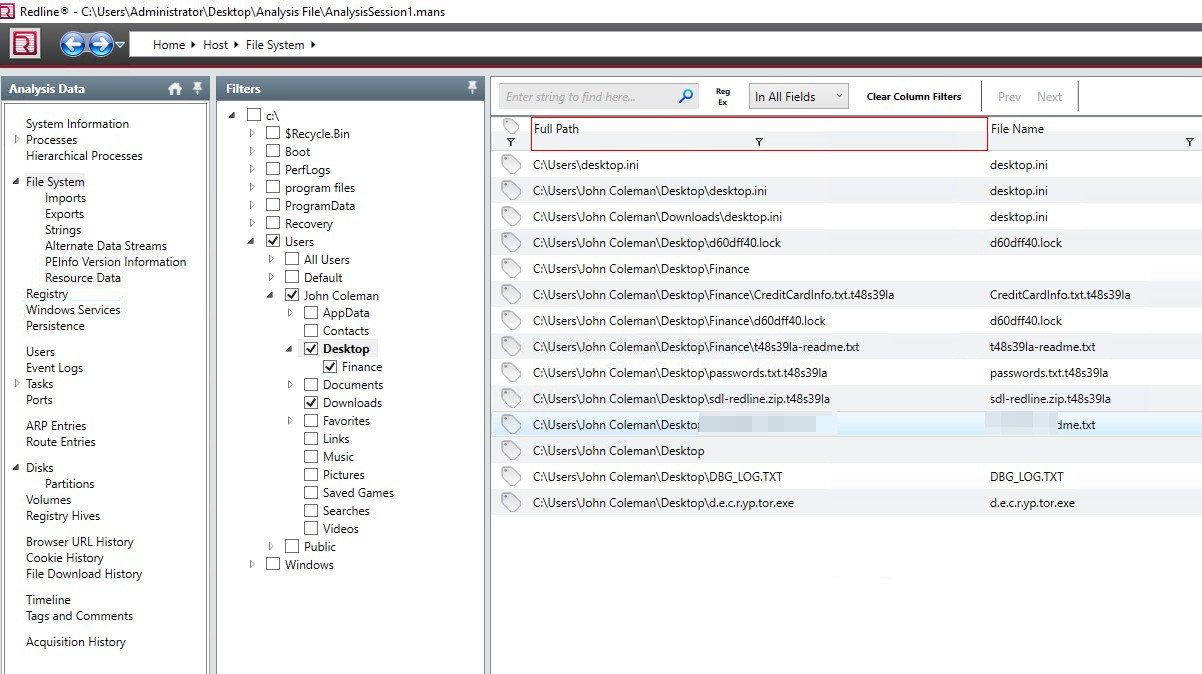 Redline® - C:\Users\Administrator\Desktop\Analysis File\AnalysisSession1.mans
Home Host File System
Analysis Data
System Information
Processes
Hierarchical Processes
File System
Imports
Exports
Strings
Alternate Data Streams
PEInfo Version Information
Resource Data
Registry
Windows Services
Persistence
Users
Event Logs
Tasks
Ports
ARP Entries
Route Entries
Disks
Partitions
Volumes
Registry Hives
Browser URL History
Cookie History
File Download History
Timeline
Tags and Comments
Acquisition History
Filters
c:\
$Recycle.Bin
Boot
PerfLogs
program files
ProgramData
Recovery
Users
All Users
Default
John Coleman
AppData
Contacts
Desktop
Finance
Documents
Downloads
Favorites
Links
Music
Pictures
Saved Games
Searches
Videos
Public
Windows
Enter string to find here...
Reg
Ex
In All Fields
Clear Column Filters
Prev Next
Full Path File Name
C:\Users\desktop.ini desktop.ini
C:\Users\John Coleman\Desktop\desktop.ini desktop.ini
C:\Users\John Coleman\Downloads\desktop.ini desktop.ini
C:\Users\John Coleman\Desktop\d60dff40.lock d60dff40.lock
C:\Users\John Coleman\Desktop\Finance
C:\Users\John Coleman\Desktop\Finance\CreditCardInfo.txt.t48s39la CreditCardInfo.txt.t48s39la
C:\Users\John Coleman\Desktop\Finance\d60dff40.lock d60dff40.lock
C:\Users\John Coleman\Desktop\Finance\t48s39la-readme.txt t48s39la-readme.txt
C:\Users\John Coleman\Desktop\passwords.txt.t48s39la passwords.txt.t48s39la
C:\Users\John Coleman\Desktop\sdl-redline.zip.t48s39la sdl-redline.zip.t48s39la
C:\Users\John Coleman\Deskto dme.txt
C:\Users\John Coleman\Desktop
C:\Users\John Coleman\Desktop\DBG_LOG.TXT DBG_LOG.TXT
C:\Users\John Coleman\Desktop\d.e.c.r.yp.tor.exe d.e.c.r.yp.tor.exe